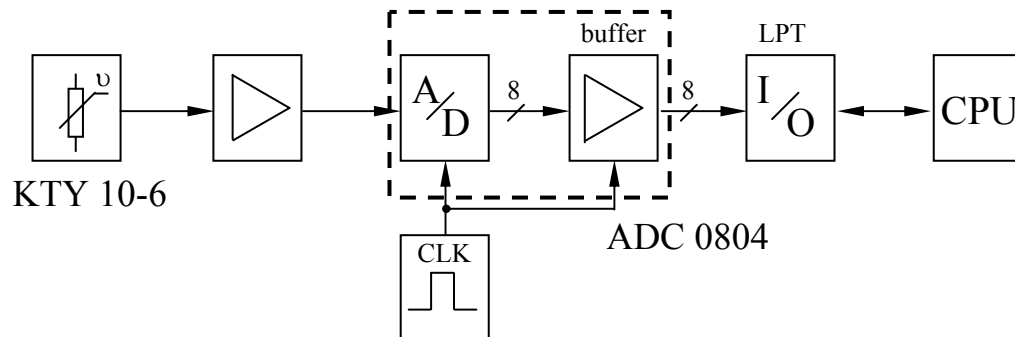 buffer
LPT
υ
A/D
8
8
I/O
CPU
KTY 10-6
ADC 0804
CLK